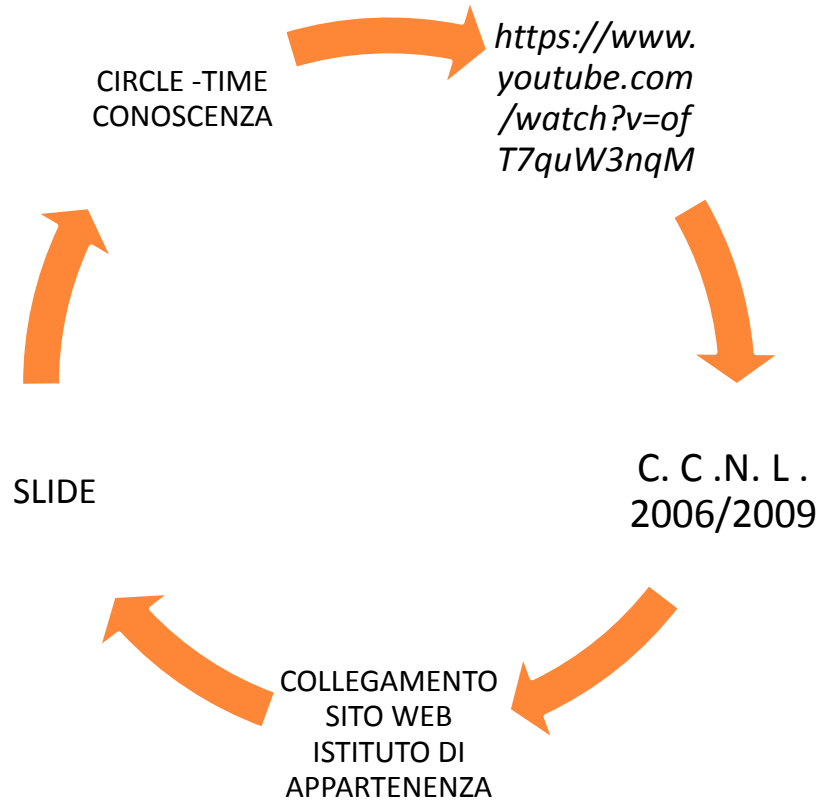 CIRCLE -TIME
CONOSCENZA
https://www.
youtube.com
/watch?v=of
T7quW3nqM
C. C .N. L .
2006/2009
COLLEGAMENTO
SITO WEB
ISTITUTO DI
APPARTENENZA
SLIDE